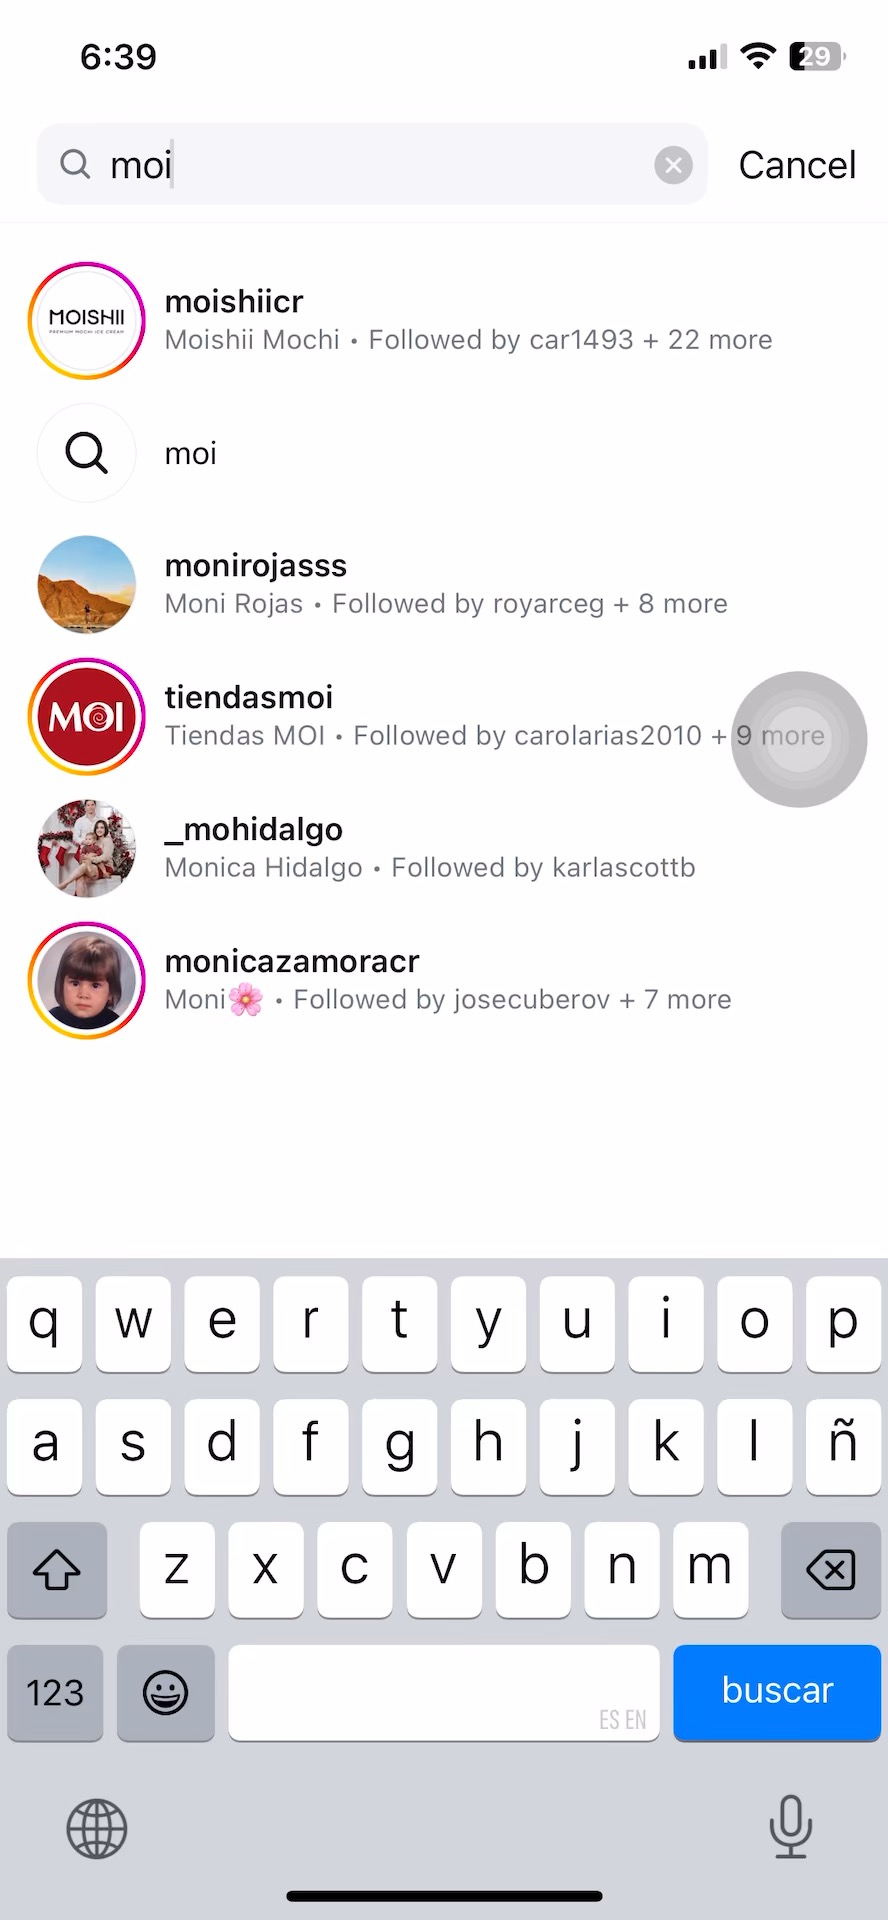 6:39
29
moi
Cancel
MOISHII
PREMIUM MOCHI ICE CREAM
moishiicr
Moishii Mochi • Followed by car1493 + 22 more
moi
monirojasss
Moni Rojas • Followed by royarceg + 8 more
MOI
tiendasmoi
Tiendas MOI • Followed by carolarias2010 + 9 more
_mohidalgo
Monica Hidalgo • Followed by karlascottb
monicazamoracr
Moni🌸 • Followed by josecuberov + 7 more
q w e r t y u i o p
a s d f g h j k l ñ
z x c v b n m
123
ES EN
buscar